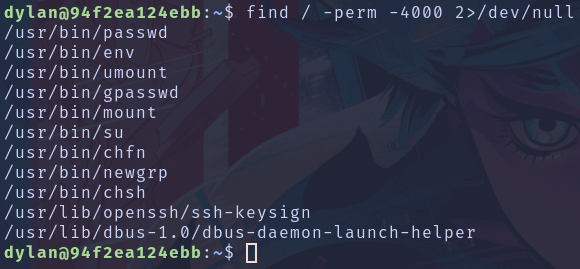 dylan@94f2ea124ebb:~$ find / -perm -4000 2>/dev/null
/usr/bin/passwd
/usr/bin/env
/usr/bin/umount
/usr/bin/gpasswd
/usr/bin/mount
/usr/bin/su
/usr/bin/chfn
/usr/bin/newgrp
/usr/bin/chsh
/usr/lib/openssh/ssh-keysign
/usr/lib/dbus-1.0/dbus-daemon-launch-helper
dylan@94f2ea124ebb:~$